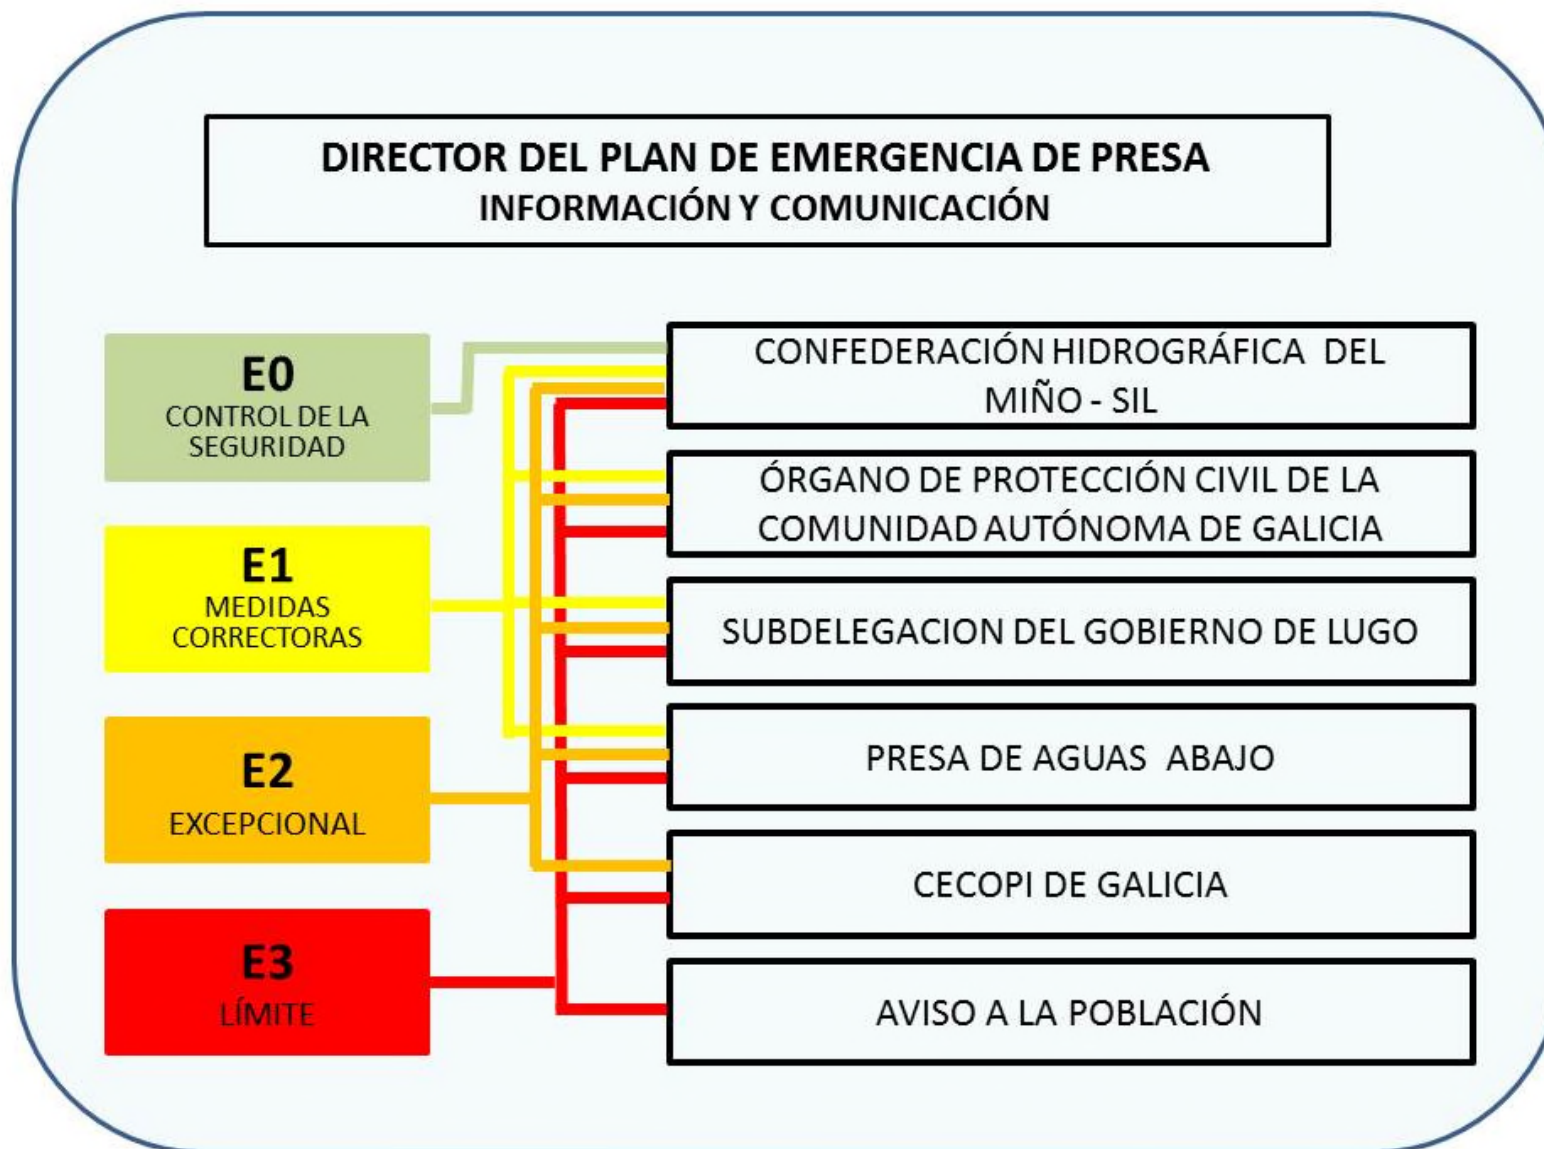 DIRECTOR DEL PLAN DE EMERGENCIA DE PRESA
INFORMACIÓN Y COMUNICACIÓN
E0
CONTROL DE LA
SEGURIDAD
E1
MEDIDAS
CORRECTORAS
E2
EXCEPCIONAL
E3
LÍMITE
CONFEDERACIÓN HIDROGRÁFICA DEL
MIÑO - SIL
ÓRGANO DE PROTECCIÓN CIVIL DE LA
COMUNIDAD AUTÓNOMA DE GALICIA
SUBDELEGACION DEL GOBIERNO DE LUGO
PRESA DE AGUAS ABAJO
CECOPI DE GALICIA
AVISO A LA POBLACIÓN